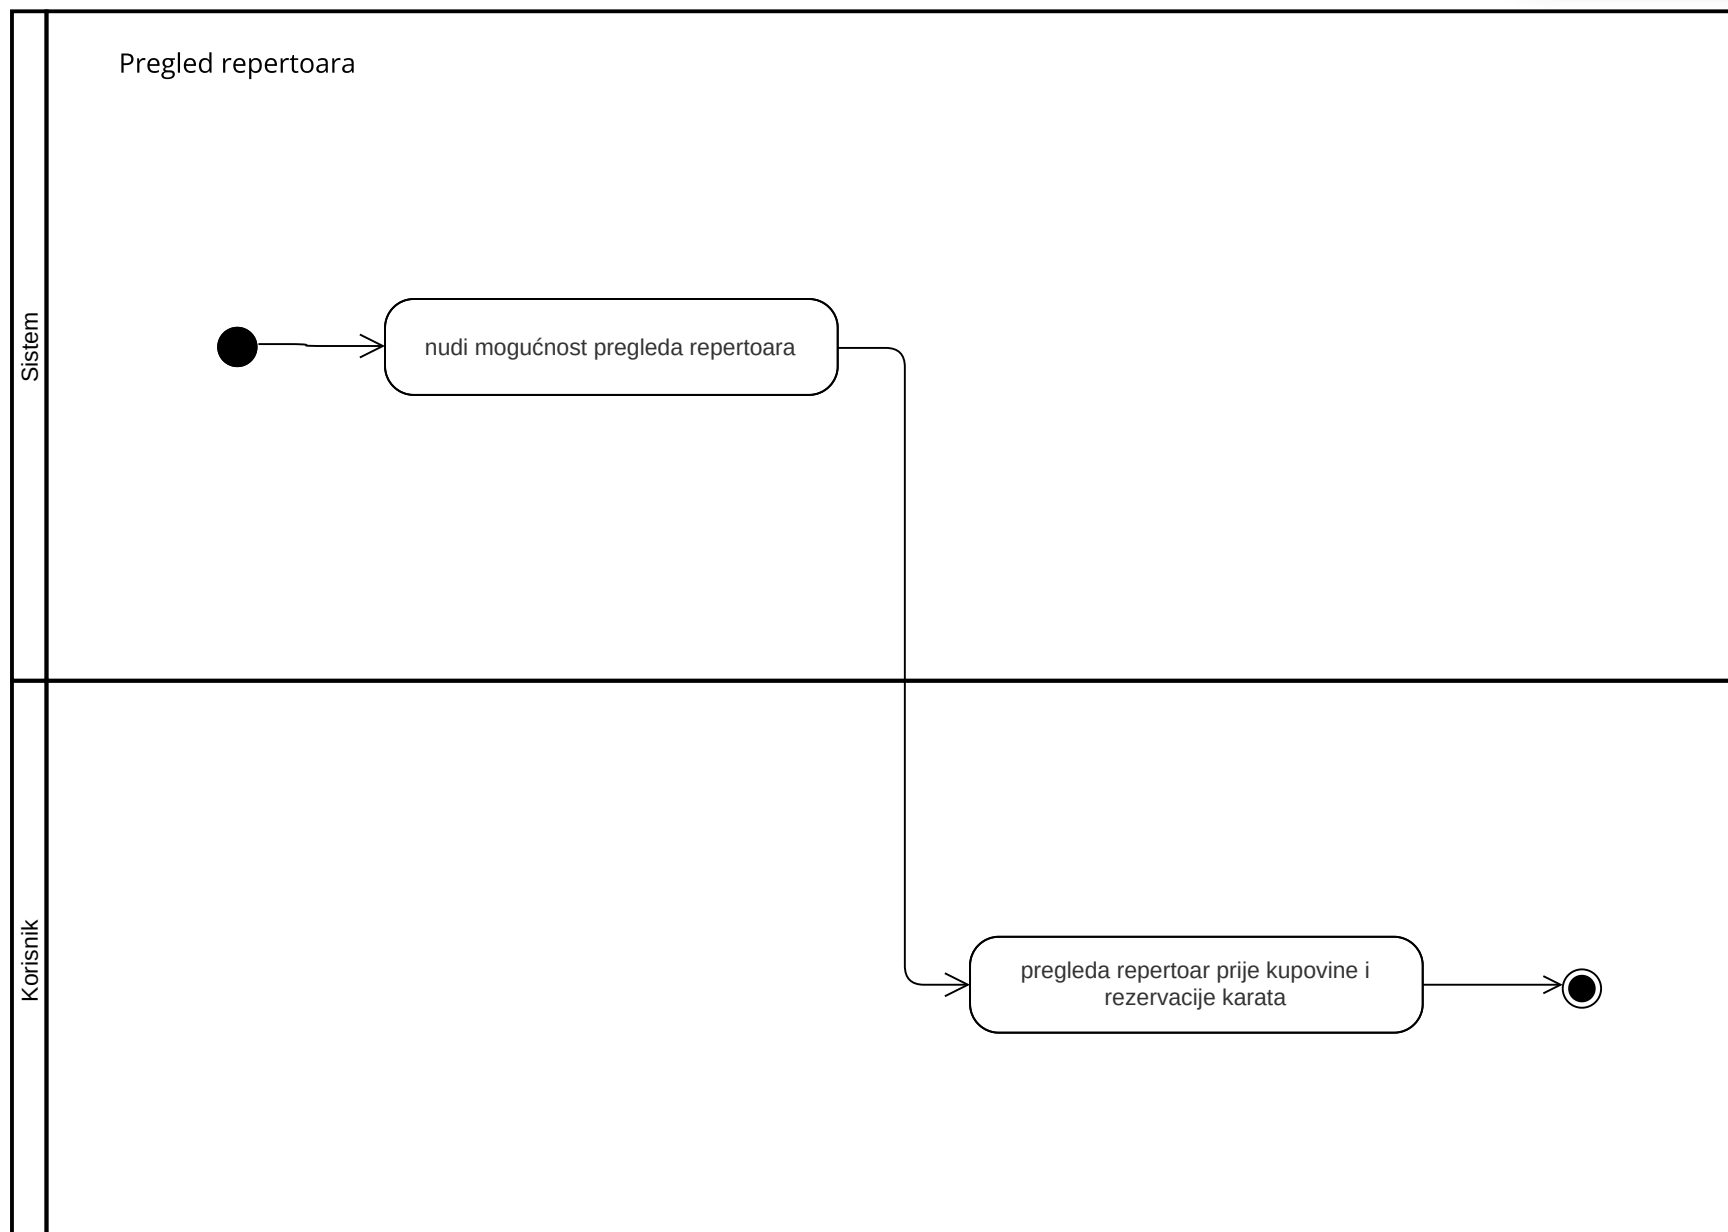 Pregled repertoara
Sistem
nudi mogućnost pregleda repertoara
Korisnik
pregleda repertoar prije kupovine i
rezervacije karata